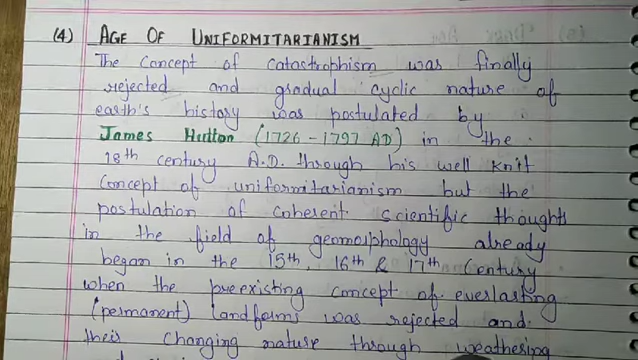 (4) AGE OF UNIFORMITARIANISM
The concept of catastrophism was finally
rejected and gradual cyclic nature of
earth's history was postulated by
James Hutton (1726-1797 AD) in the
18th century A.D. through his well knit
concept of uniformitarianism but the
postulation of coherent scientific thoughts
in the field of geomorphology already
began in the 15th, 16th & 17th century
when the preexisting concept of everlasting
(permanent) landforms was rejected and
their changing nature through weathering